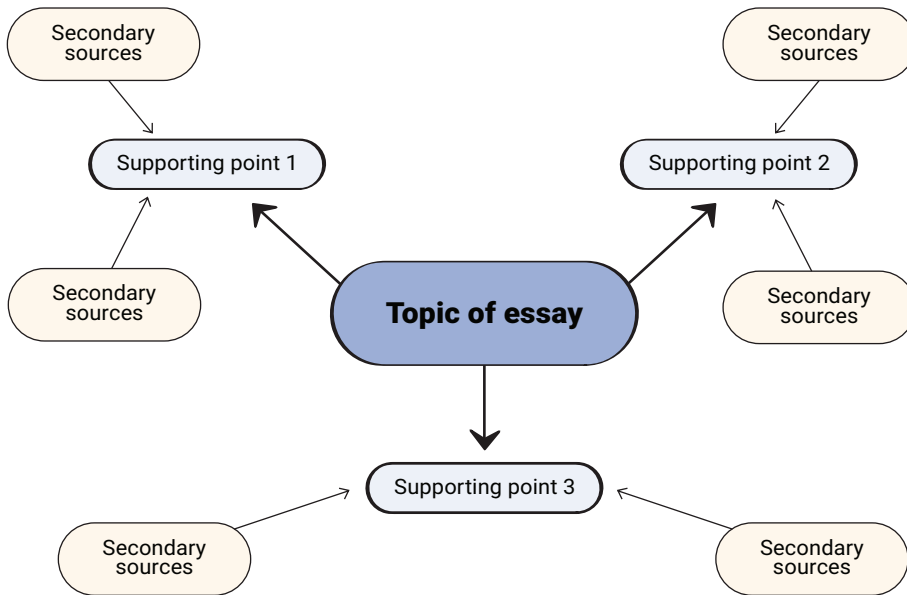 Secondary
sources
Secondary
sources
Supporting point 1
Supporting point 2
Secondary
sources
Secondary
sources
Topic of essay
Supporting point 3
Secondary
sources
Secondary
sources